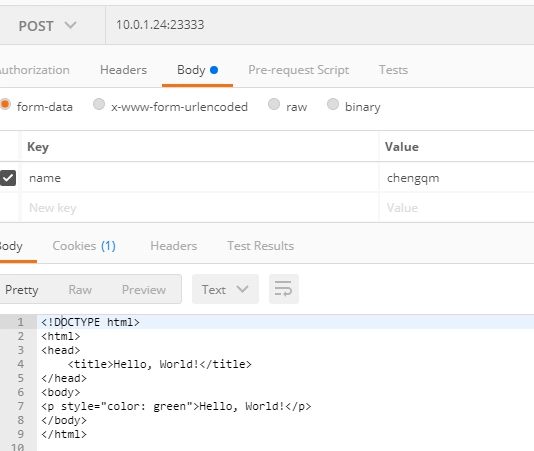 POST 10.0.1.24:23333
Authorization Headers Body Pre-request Script Tests
form-data x-www-form-urlencoded raw binary
Key Value
name chengqm
New key Value
Body Cookies (1) Headers Test Results
Pretty Raw Preview Text
1 <!DOCTYPE html>
2 <html>
3 <head>
4 <title>Hello, World!</title>
5 </head>
6 <body>
7 <p style="color: green">Hello, World!</p>
8 </body>
9 </html>
10